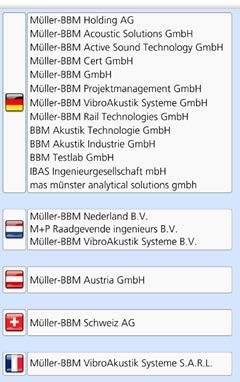 Müller-BBM Holding AG
Müller-BBM Acoustic Solutions GmbH
Müller-BBM Active Sound Technology GmbH
Müller-BBM Cert GmbH
Müller-BBM GmbH
Müller-BBM Projektmanagement GmbH
Müller-BBM VibroAkustik Systeme GmbH
Müller-BBM Rail Technologies GmbH
BBM Akustik Technologie GmbH
BBM Akustik Industrie GmbH
BBM Testlab GmbH
IBAS Ingenieurgesellschaft mbH
mas münster analytical solutions gmbh
Müller-BBM Nederland B.V.
M+P Raadgevende ingenieurs B.V.
Müller-BBM VibroAkustik Systeme B.V.
Müller-BBM Austria GmbH
Müller-BBM Schweiz AG
Müller-BBM VibroAkustik Systeme S.A.R.L.